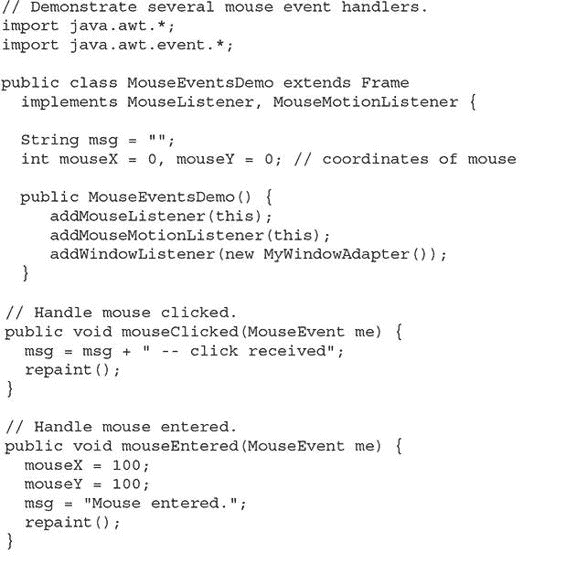 // Demonstrate several mouse event handlers.
import java.awt.*;
import java.awt.event.*;

public class MouseEventsDemo extends Frame
  implements MouseListener, MouseMotionListener {

  String msg = "";
  int mouseX = 0, mouseY = 0; // coordinates of mouse

  public MouseEventsDemo() {
     addMouseListener(this);
     addMouseMotionListener(this);
     addWindowListener(new MyWindowAdapter());
  }

// Handle mouse clicked.
public void mouseClicked(MouseEvent me) {
  msg = msg + " -- click received";
  repaint();
}

// Handle mouse entered.
public void mouseEntered(MouseEvent me) {
  mouseX = 100;
  mouseY = 100;
  msg = "Mouse entered.";
  repaint();
}